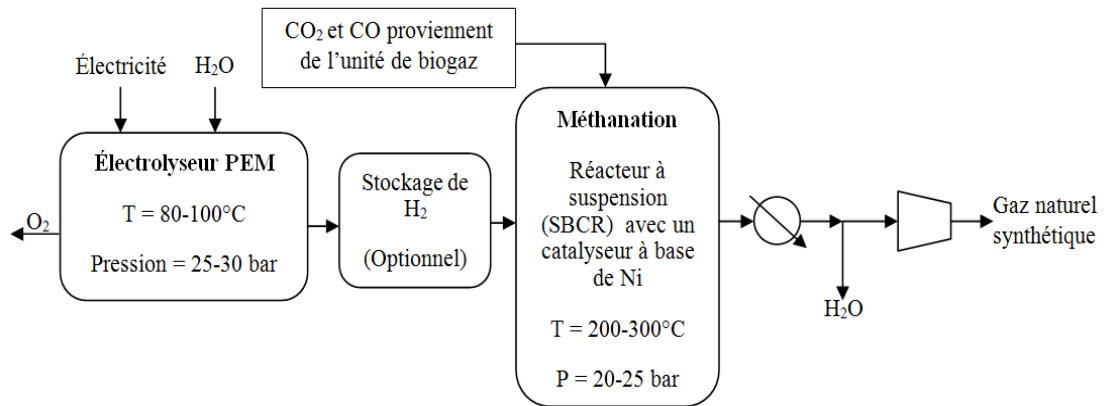 CO₂ et CO proviennent
de l’unité de biogaz
Électricité
H₂O
Électrolyseur PEM
T = 80-100°C
Pression = 25-30 bar
O₂
Stockage de
H₂
(Optionnel)
Méthanation
Réacteur à
suspension
(SBCR) avec un
catalyseur à base
de Ni
T = 200-300°C
P = 20-25 bar
H₂O
Gaz naturel
synthétique